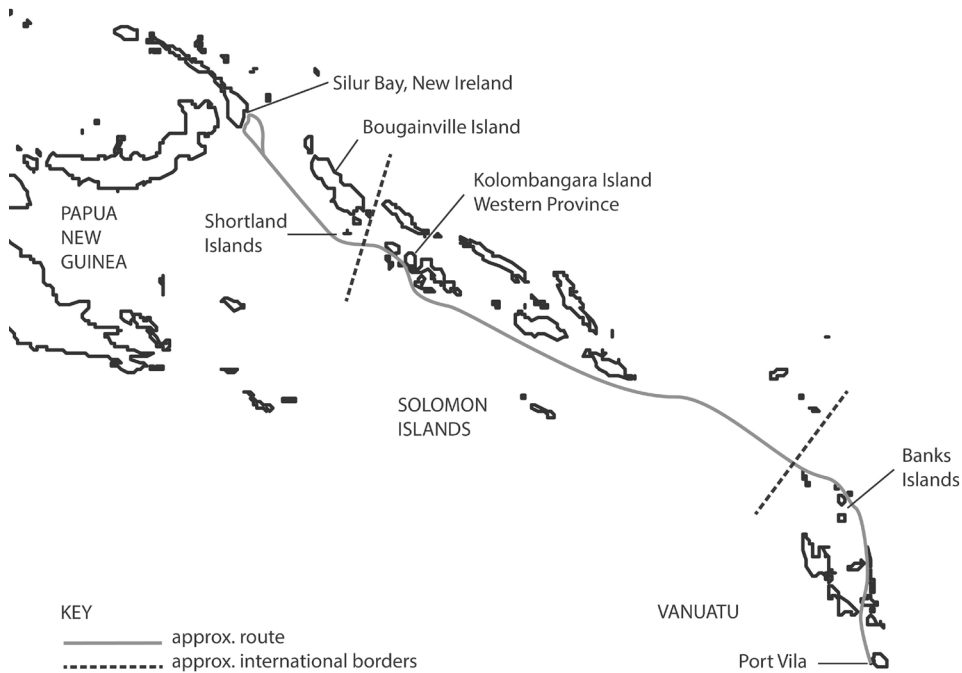 Silur Bay, New Ireland
Bougainville Island
Kolombangara Island
Western Province
Shortland
Islands
PAPUA
NEW
GUINEA
SOLOMON
ISLANDS
Banks
Islands
KEY
approx. route
approx. international borders
VANUATU
Port Vila